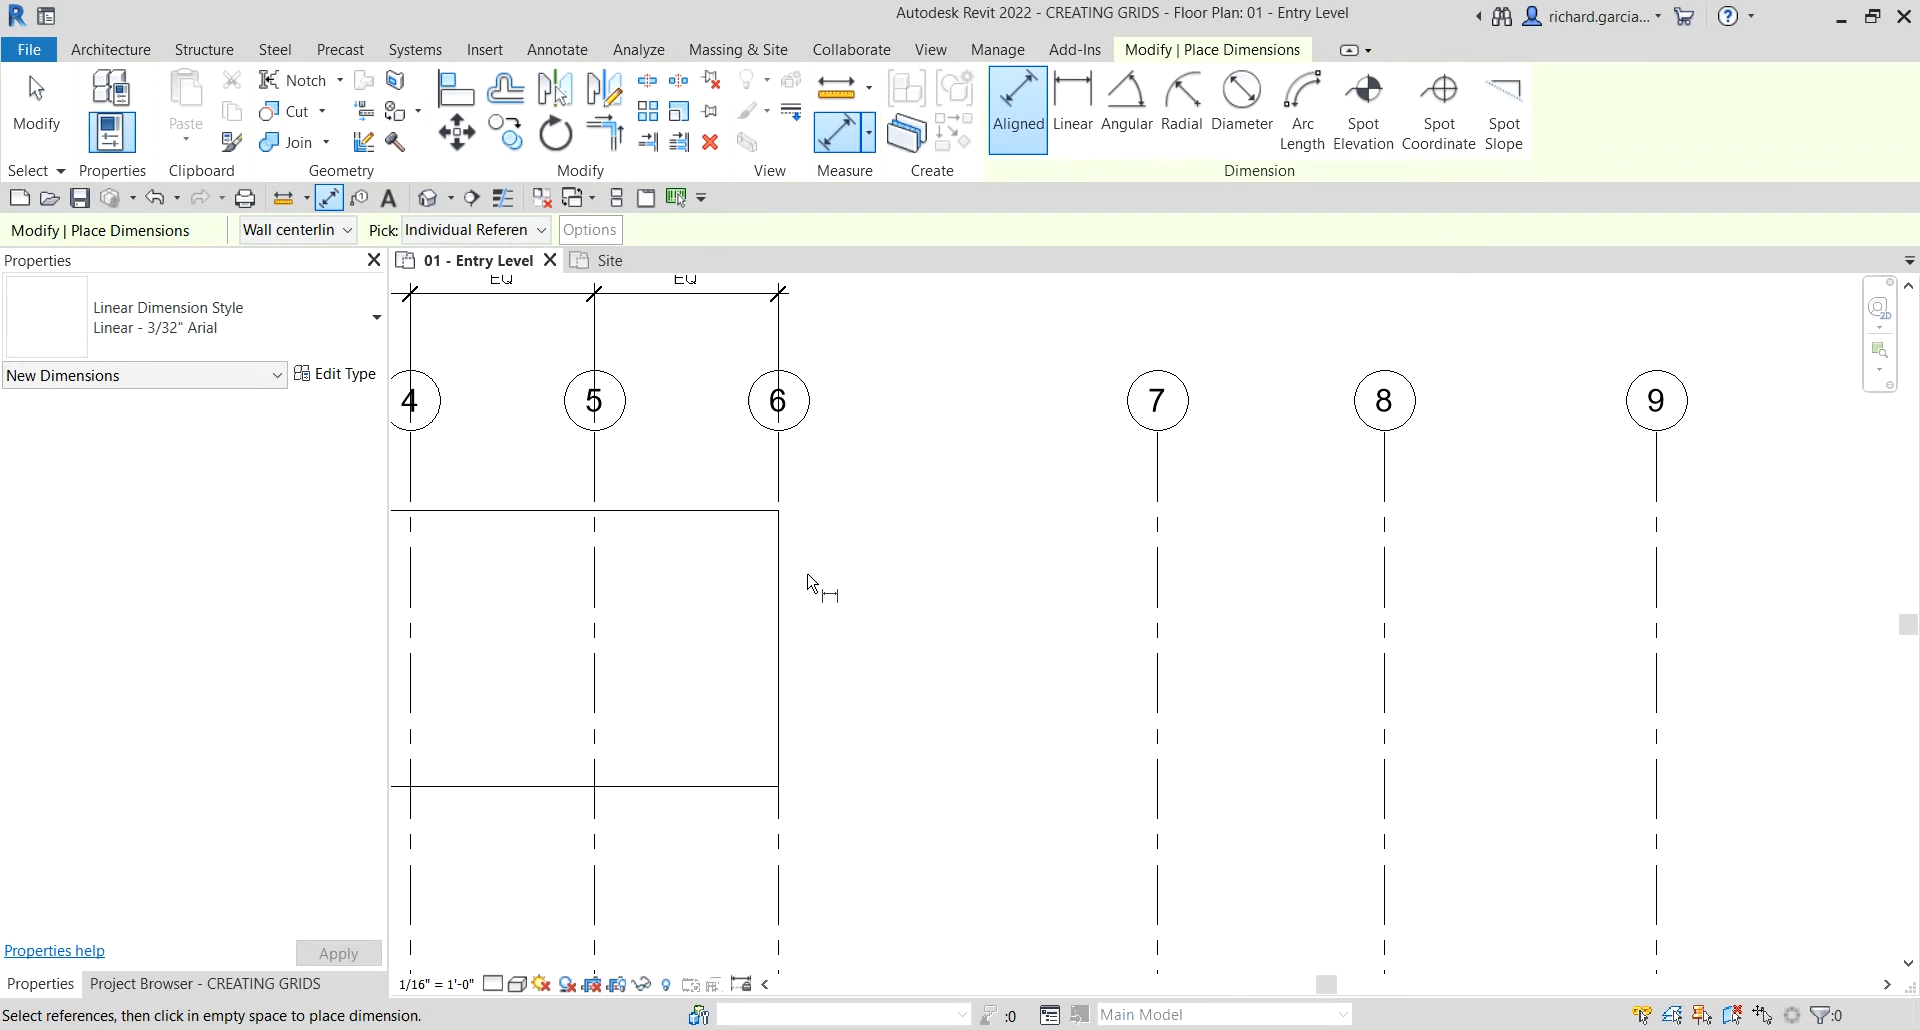 Autodesk Revit 2022 - CREATING GRIDS - Floor Plan: 01 - Entry Level
richard.garcia...
File Architecture Structure Steel Precast Systems Insert Annotate Analyze Massing & Site Collaborate View Manage Add-Ins Modify | Place Dimensions
Modify
Paste
Notch
Cut
Join
Aligned Linear Angular Radial Diameter Arc Length Spot Elevation Spot Coordinate Spot Slope
Select Properties Clipboard Geometry Modify View Measure Create Dimension
Modify | Place Dimensions Wall centerlin Pick: Individual Referen Options
Properties
01 - Entry Level Site
Linear Dimension Style
Linear - 3/32" Arial
New Dimensions Edit Type
EQ EQ
4 5 6 7 8 9
2D
Properties help Apply
Properties Project Browser - CREATING GRIDS
1/16" = 1'-0"
Select references, then click in empty space to place dimension.
:0 Main Model :0